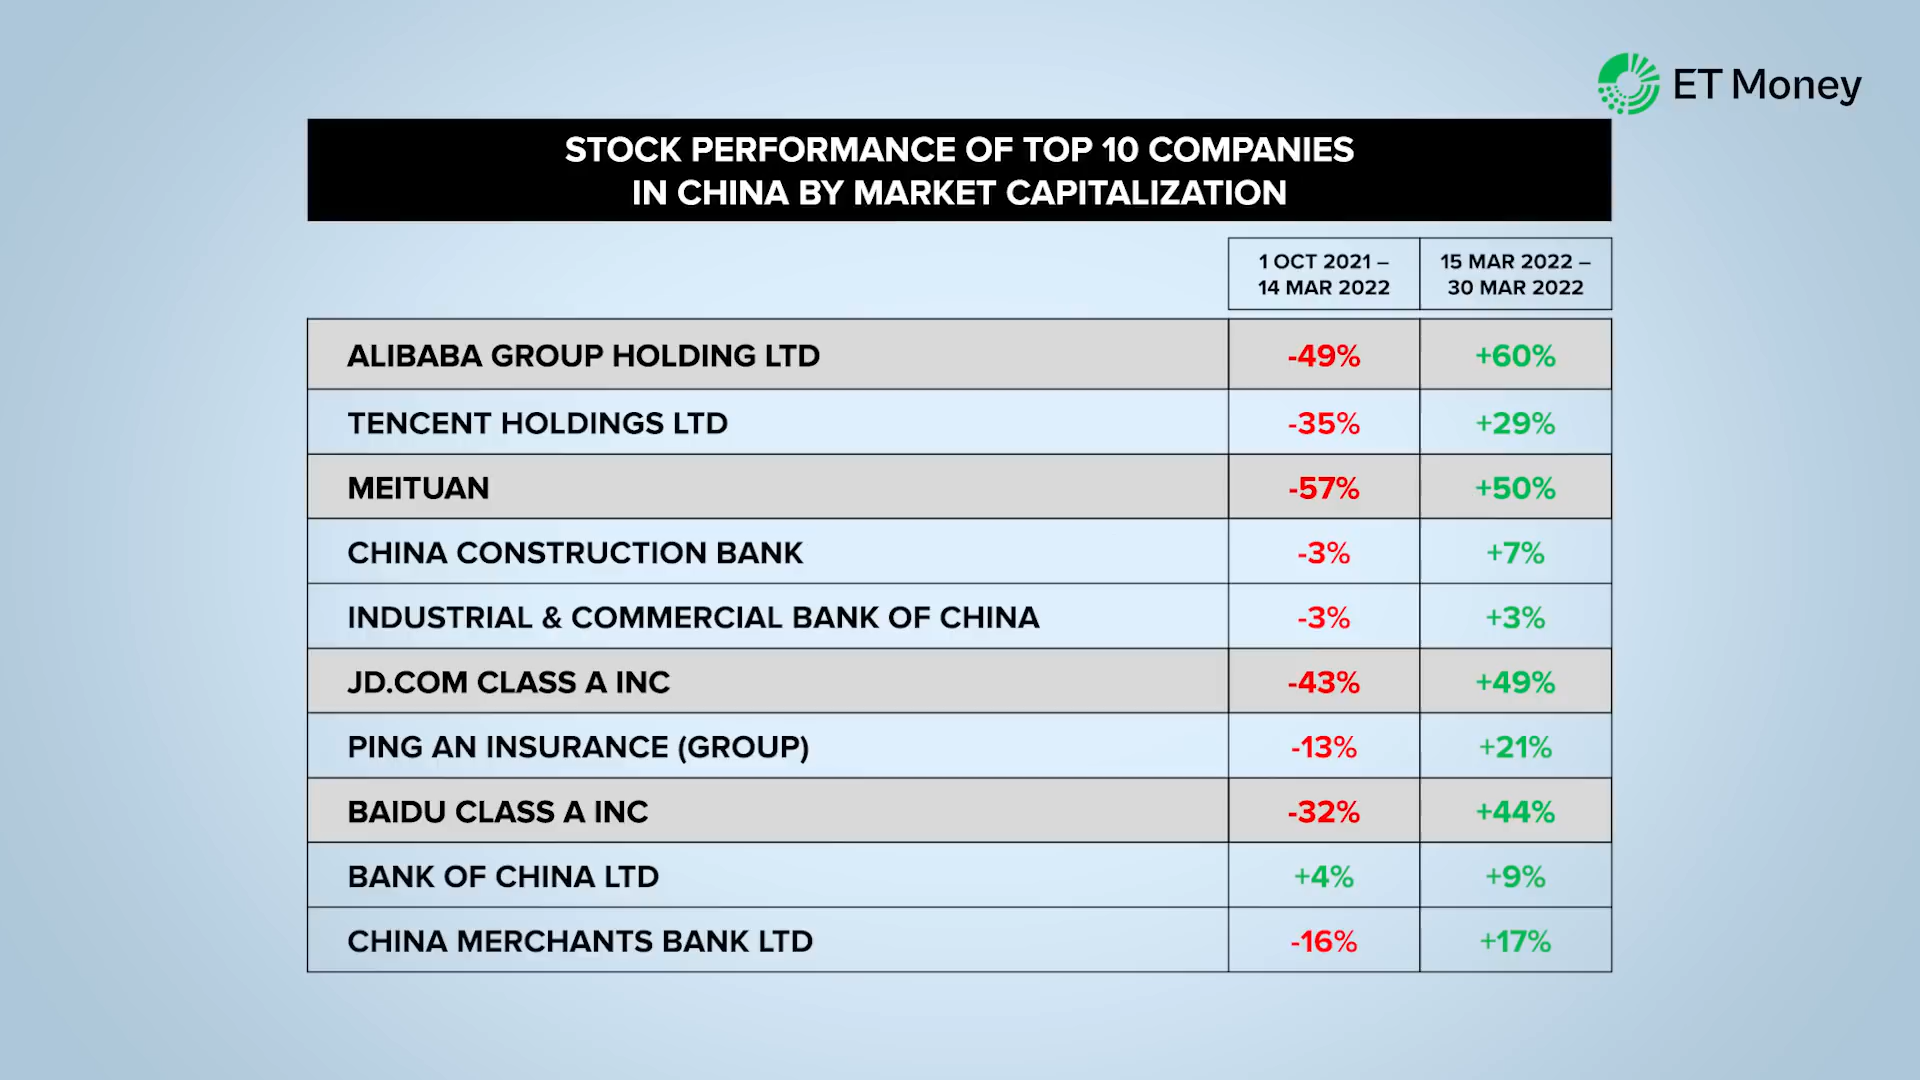 ET Money
STOCK PERFORMANCE OF TOP 10 COMPANIES
IN CHINA BY MARKET CAPITALIZATION
1 OCT 2021 – 15 MAR 2022 –
14 MAR 2022 30 MAR 2022
ALIBABA GROUP HOLDING LTD -49% +60%
TENCENT HOLDINGS LTD -35% +29%
MEITUAN -57% +50%
CHINA CONSTRUCTION BANK -3% +7%
INDUSTRIAL & COMMERCIAL BANK OF CHINA -3% +3%
JD.COM CLASS A INC -43% +49%
PING AN INSURANCE (GROUP) -13% +21%
BAIDU CLASS A INC -32% +44%
BANK OF CHINA LTD +4% +9%
CHINA MERCHANTS BANK LTD -16% +17%